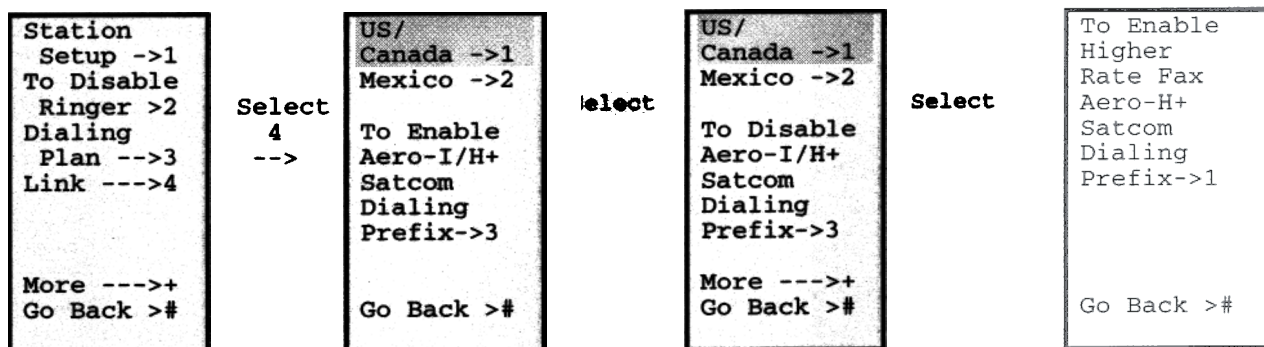 Station
Setup ->1
To Disable
Ringer >2
Dialing
Plan -->3
Link --->4
More --->+
Go Back >#
Select
4
-->
US/
Canada ->1
Mexico ->2
To Enable
Aero-I/H+
Satcom
Dialing
Prefix->3
Go Back >#
elect
US/
Canada ->1
Mexico ->2
To Disable
Aero-I/H+
Satcom
Dialing
Prefix->3
More --->+
Go Back >#
Select
To Enable
Higher
Rate Fax
Aero-H+
Satcom
Dialing
Prefix->1
Go Back >#